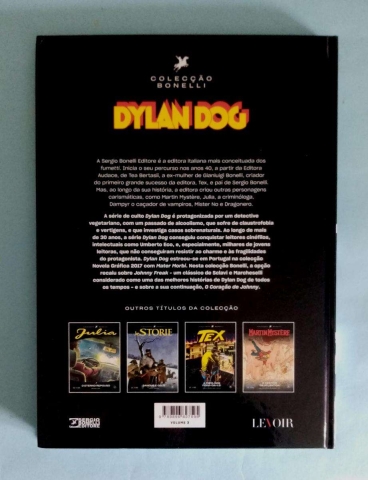 COLECÇÃO
BONELLI
DYLAN DOG
A Sergio Bonelli Editore é a editora italiana mais conceituada dos
fumetti. Inicia o seu percurso nos anos 40, a partir da Editora
Audace, de Tea Bertasii, a ex-mulher de Gianluigi Bonelli, criador
do primeiro grande sucesso da editora, Tex, e pai de Sergio Bonelli.
Mas, ao longo da sua história, a editora criou outras personagens
carismáticas, como Martin Mystère, Julia, a criminóloga,
Dampyr o caçador de vampiros, Mister No e Dragonero.
A série de culto Dylan Dog é protagonizada por um detective
vegetariano, com um passado de alcoolismo, que sofre de claustrofobia
e vertigens, e que investiga casos sobrenaturais. Ao longo de mais
de 30 anos, a série Dylan Dog conseguiu conquistar leitores cinéfilos,
intelectuais como Umberto Eco, e, especialmente, milhares de jovens
leitores, que não conseguiram resistir ao charme e às fragilidades
do protagonista. Dylan Dog estreou-se em Portugal na colecção
Novela Gráfica 2017 com Mater Morbi. Nesta colecção Bonelli, a opção
recaiu sobre Johnny Freak – um clássico de Sclavi e Marcheselli
considerado como uma das melhores histórias de Dylan Dog de todos
os tempos – e sobre a sua continuação, O Coração de Johnny.
OUTROS TÍTULOS DA COLECÇÃO
Julia
le STORIE
TEX
MARTIN MYSTÈRE
SERGIO
BONELLI
EDITORE
VOLUME 2
LEVOIR